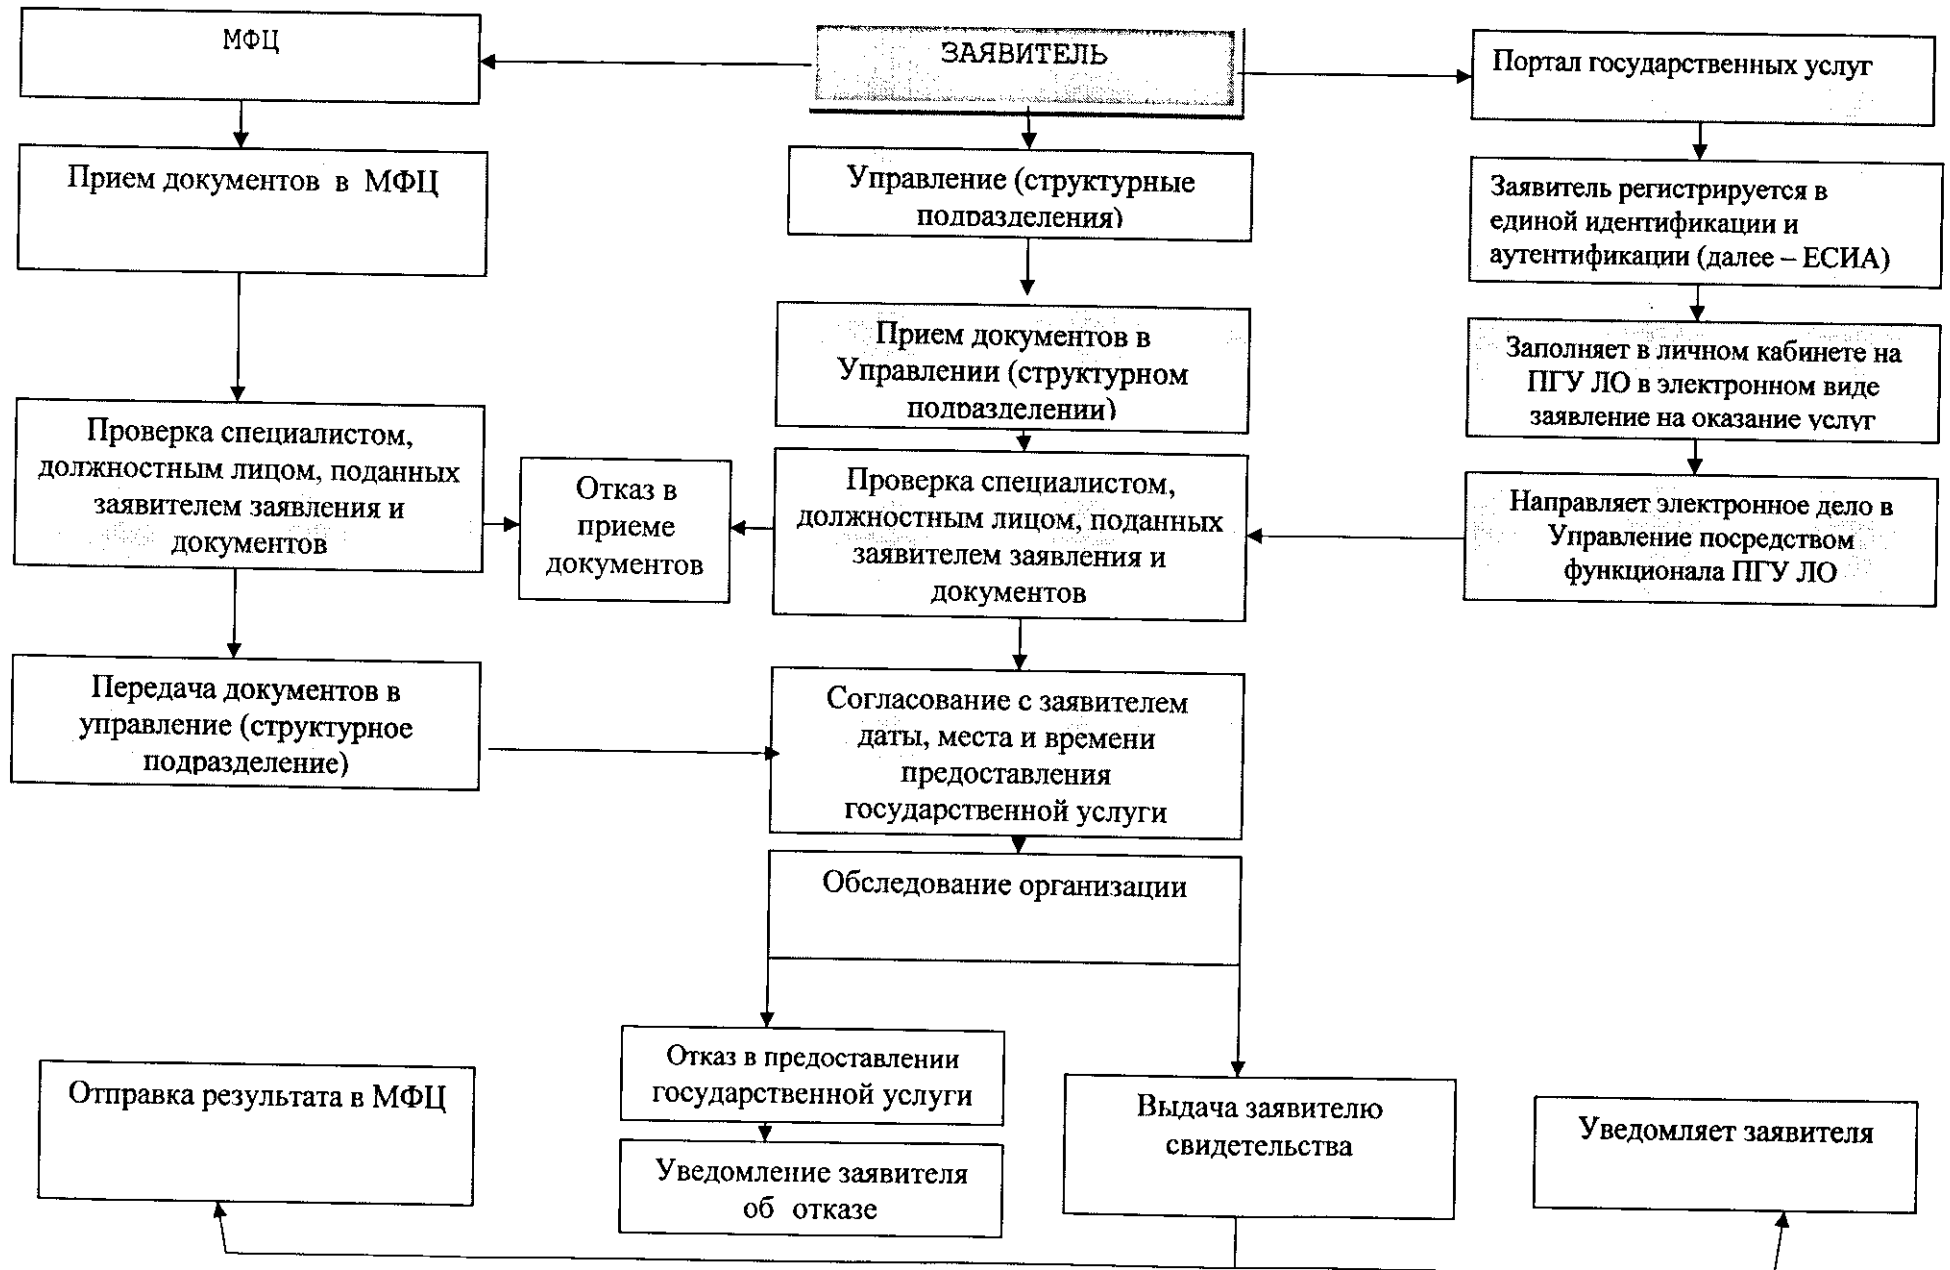 МФЦ
ЗАЯВИТЕЛЬ
Портал государственных услуг
Прием документов в МФЦ
Управление (структурные
подразделения)
Заявитель регистрируется в
единой идентификации и
аутентификации (далее – ЕСИА)
Прием документов в
Управлении (структурном
подразделении)
Заполняет в личном кабинете на
ПГУ ЛО в электронном виде
заявление на оказание услуг
Проверка специалистом,
должностным лицом, поданных
заявителем заявления и
документов
Отказ в
приеме
документов
Проверка специалистом,
должностным лицом, поданных
заявителем заявления и
документов
Направляет электронное дело в
Управление посредством
функционала ПГУ ЛО
Передача документов в
управление (структурное
подразделение)
Согласование с заявителем
даты, места и времени
предоставления
государственной услуги
Обследование организации
Отправка результата в МФЦ
Отказ в предоставлении
государственной услуги
Уведомление заявителя
об отказе
Выдача заявителю
свидетельства
Уведомляет заявителя